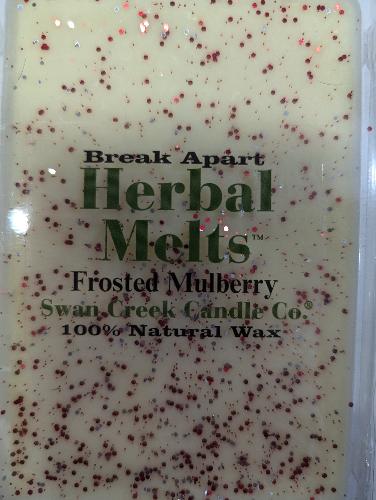 Break Apart
Herbal
Melts™
Frosted Mulberry
Swan Creek Candle Co.®
100% Natural Wax